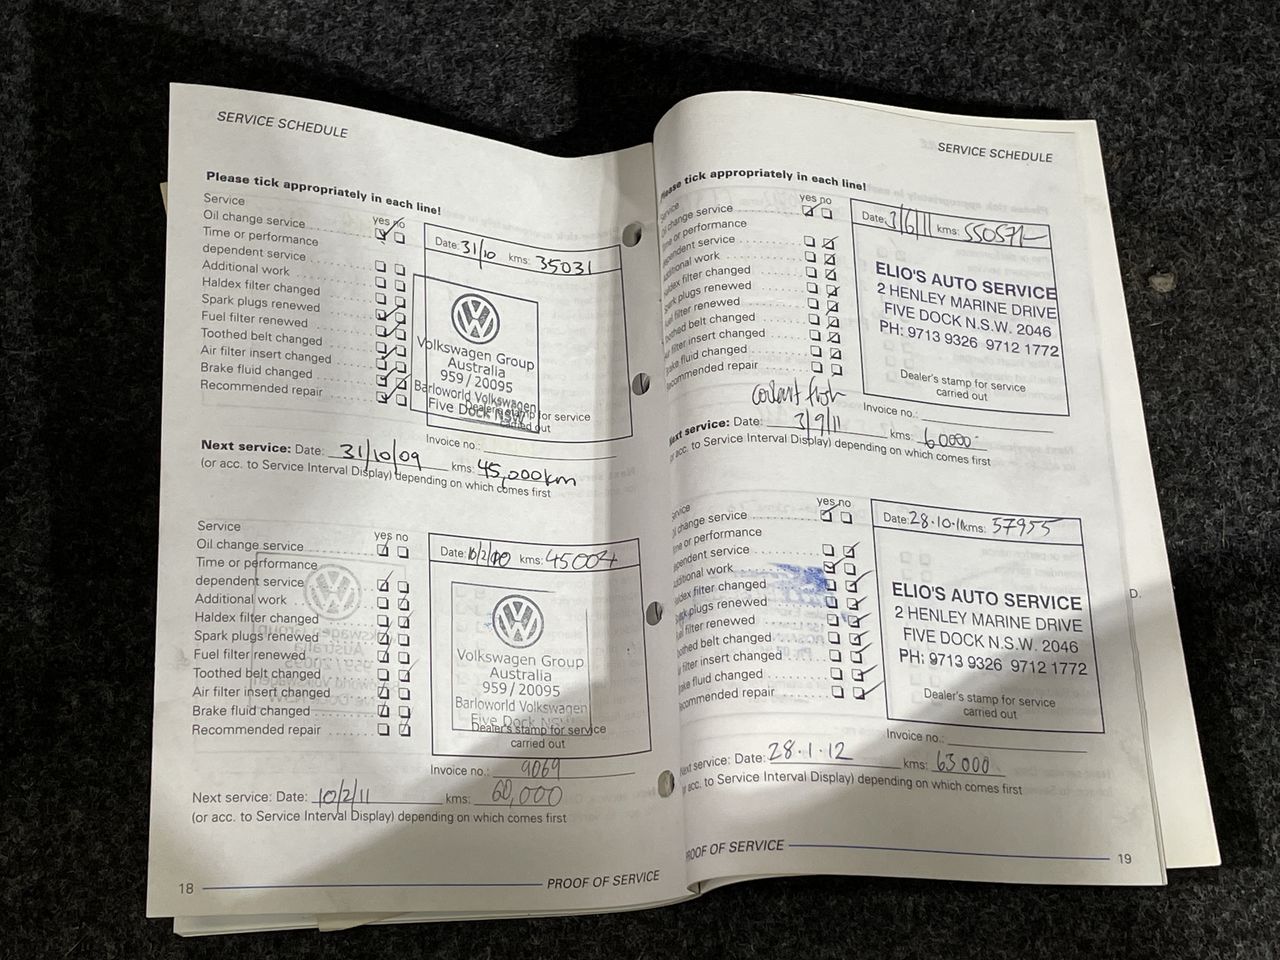 SERVICE SCHEDULE
Please tick appropriately in each line!
yes no
Service
Oil change service
Time or performance
dependent service
Additional work
Haldex filter changed
Spark plugs renewed
Fuel filter renewed
Toothed belt changed
Air filter insert changed
Brake fluid changed
Recommended repair
Date: 31/10 kms: 35031
Volkswagen Group
Australia
959/20095
Barloworld Volkswagen
Five Dock NSW
Dealer's stamp for service
carried out
Invoice no.:
Next service: Date: 31/10/09 kms: 45,000km
(or acc. to Service Interval Display) depending on which comes first
yes no
Service
Oil change service
Time or performance
dependent service
Additional work
Haldex filter changed
Spark plugs renewed
Fuel filter renewed
Toothed belt changed
Air filter insert changed
Brake fluid changed
Recommended repair
Date: 10/2/10 kms: 45004
Volkswagen Group
Australia
959/20095
Barloworld Volkswagen
Five Dock NSW
Dealer's stamp for service
carried out
Invoice no.: 9069
Next service: Date: 10/2/11 kms: 60,000
(or acc. to Service Interval Display) depending on which comes first
18 PROOF OF SERVICE
SERVICE SCHEDULE
Please tick appropriately in each line!
yes no
Service
Oil change service
Time or performance
dependent service
Additional work
Haldex filter changed
Spark plugs renewed
Fuel filter renewed
Toothed belt changed
Air filter insert changed
Brake fluid changed
Recommended repair
Date: 3/6/11 kms: 55057
ELIO'S AUTO SERVICE
2 HENLEY MARINE DRIVE
FIVE DOCK N.S.W. 2046
PH: 9713 9326 9712 1772
Dealer's stamp for service
carried out
Invoice no.:
coolant flush
Next service: Date: 3/9/11 kms: 60000
(or acc. to Service Interval Display) depending on which comes first
yes no
Service
Oil change service
Time or performance
dependent service
Additional work
Haldex filter changed
Spark plugs renewed
Fuel filter renewed
Toothed belt changed
Air filter insert changed
Brake fluid changed
Recommended repair
Date: 28.10.11 kms: 57955
ELIO'S AUTO SERVICE
2 HENLEY MARINE DRIVE
FIVE DOCK N.S.W. 2046
PH: 9713 9326 9712 1772
Dealer's stamp for service
carried out
Invoice no.:
Next service: Date: 28.1.12 kms: 63000
(or acc. to Service Interval Display) depending on which comes first
PROOF OF SERVICE 19
D.